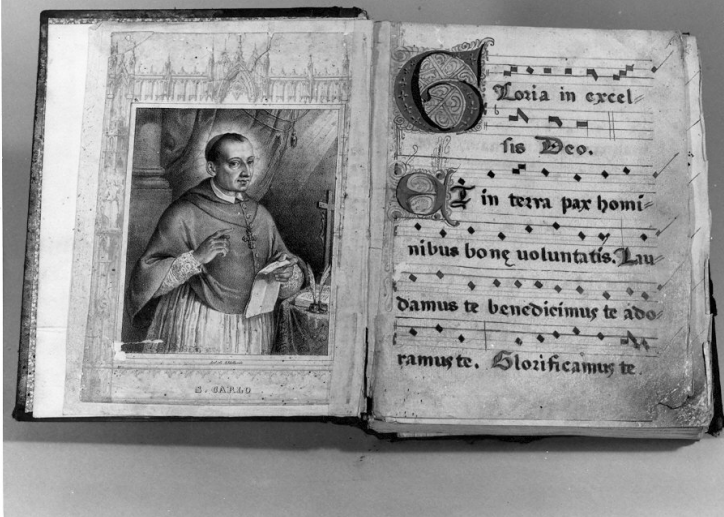 S. CARLO
Gloria in excel=
sis Deo.
Et in terra pax homi=
nibus bonę uoluntatis. Lau=
damus te benedicimus te ado=
ramus te. Glorificamus te